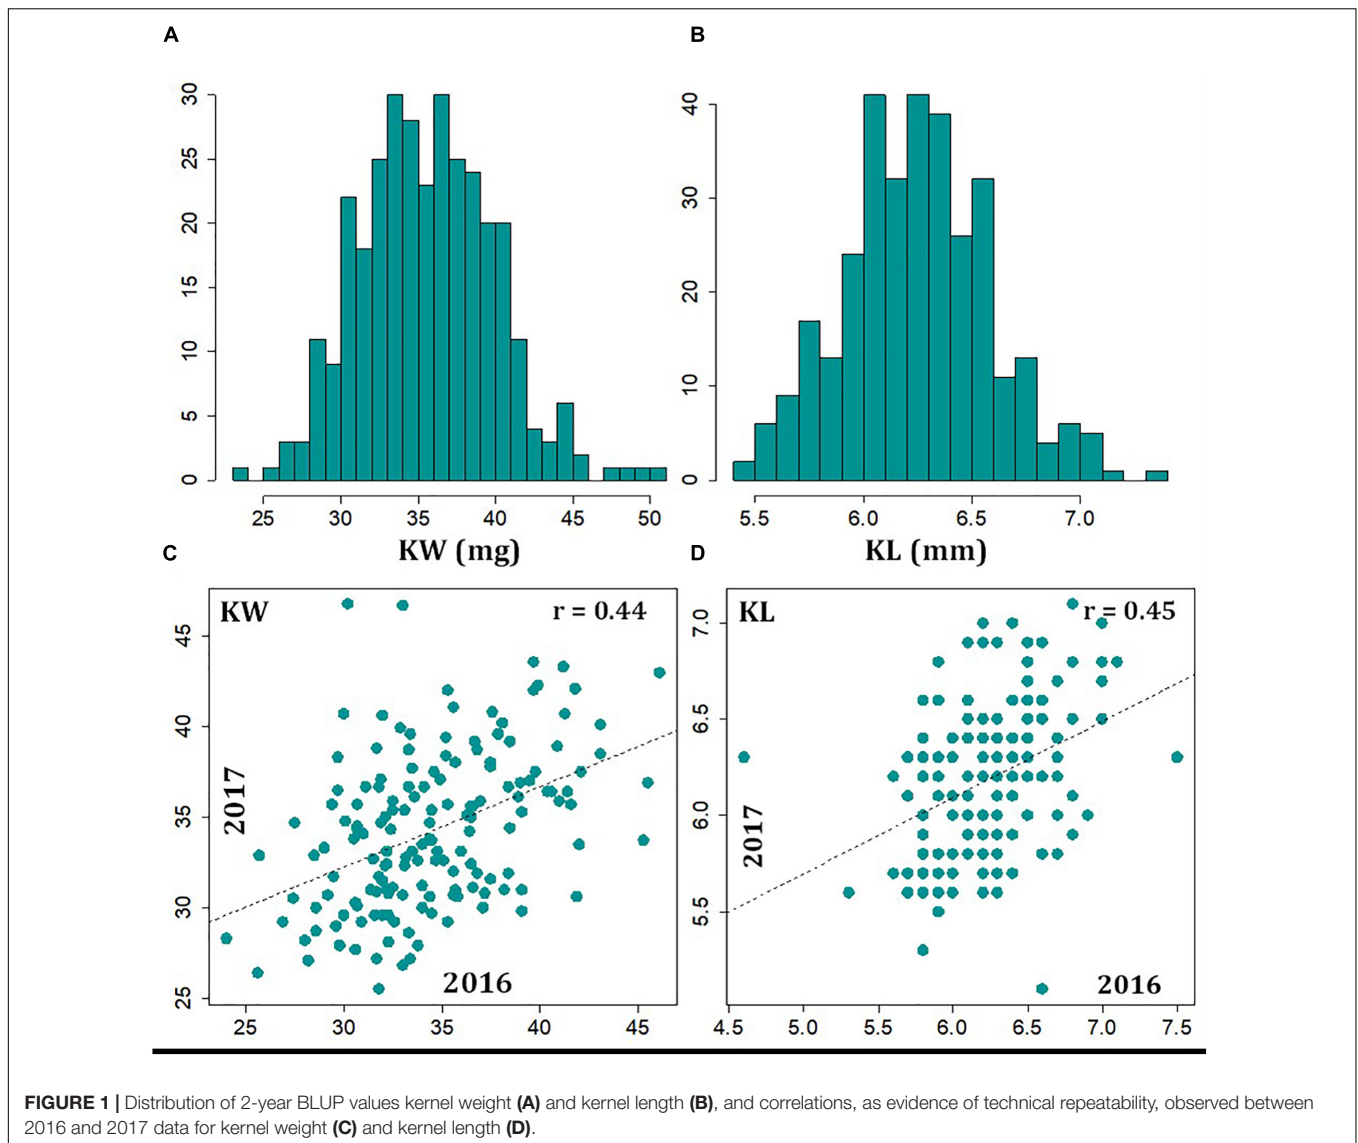 A
30
25
20
15
10
5
0
25 30 35 40 45 50
KW (mg)
B
40
30
20
10
0
5.5 6.0 6.5 7.0
KL (mm)
C
KW
r = 0.44
45
40
35
30
25
2017
2016
25 30 35 40 45
D
KL
r = 0.45
7.0
6.5
6.0
5.5
2017
2016
4.5 5.0 5.5 6.0 6.5 7.0 7.5
FIGURE 1 | Distribution of 2-year BLUP values kernel weight (A) and kernel length (B), and correlations, as evidence of technical repeatability, observed between
2016 and 2017 data for kernel weight (C) and kernel length (D).